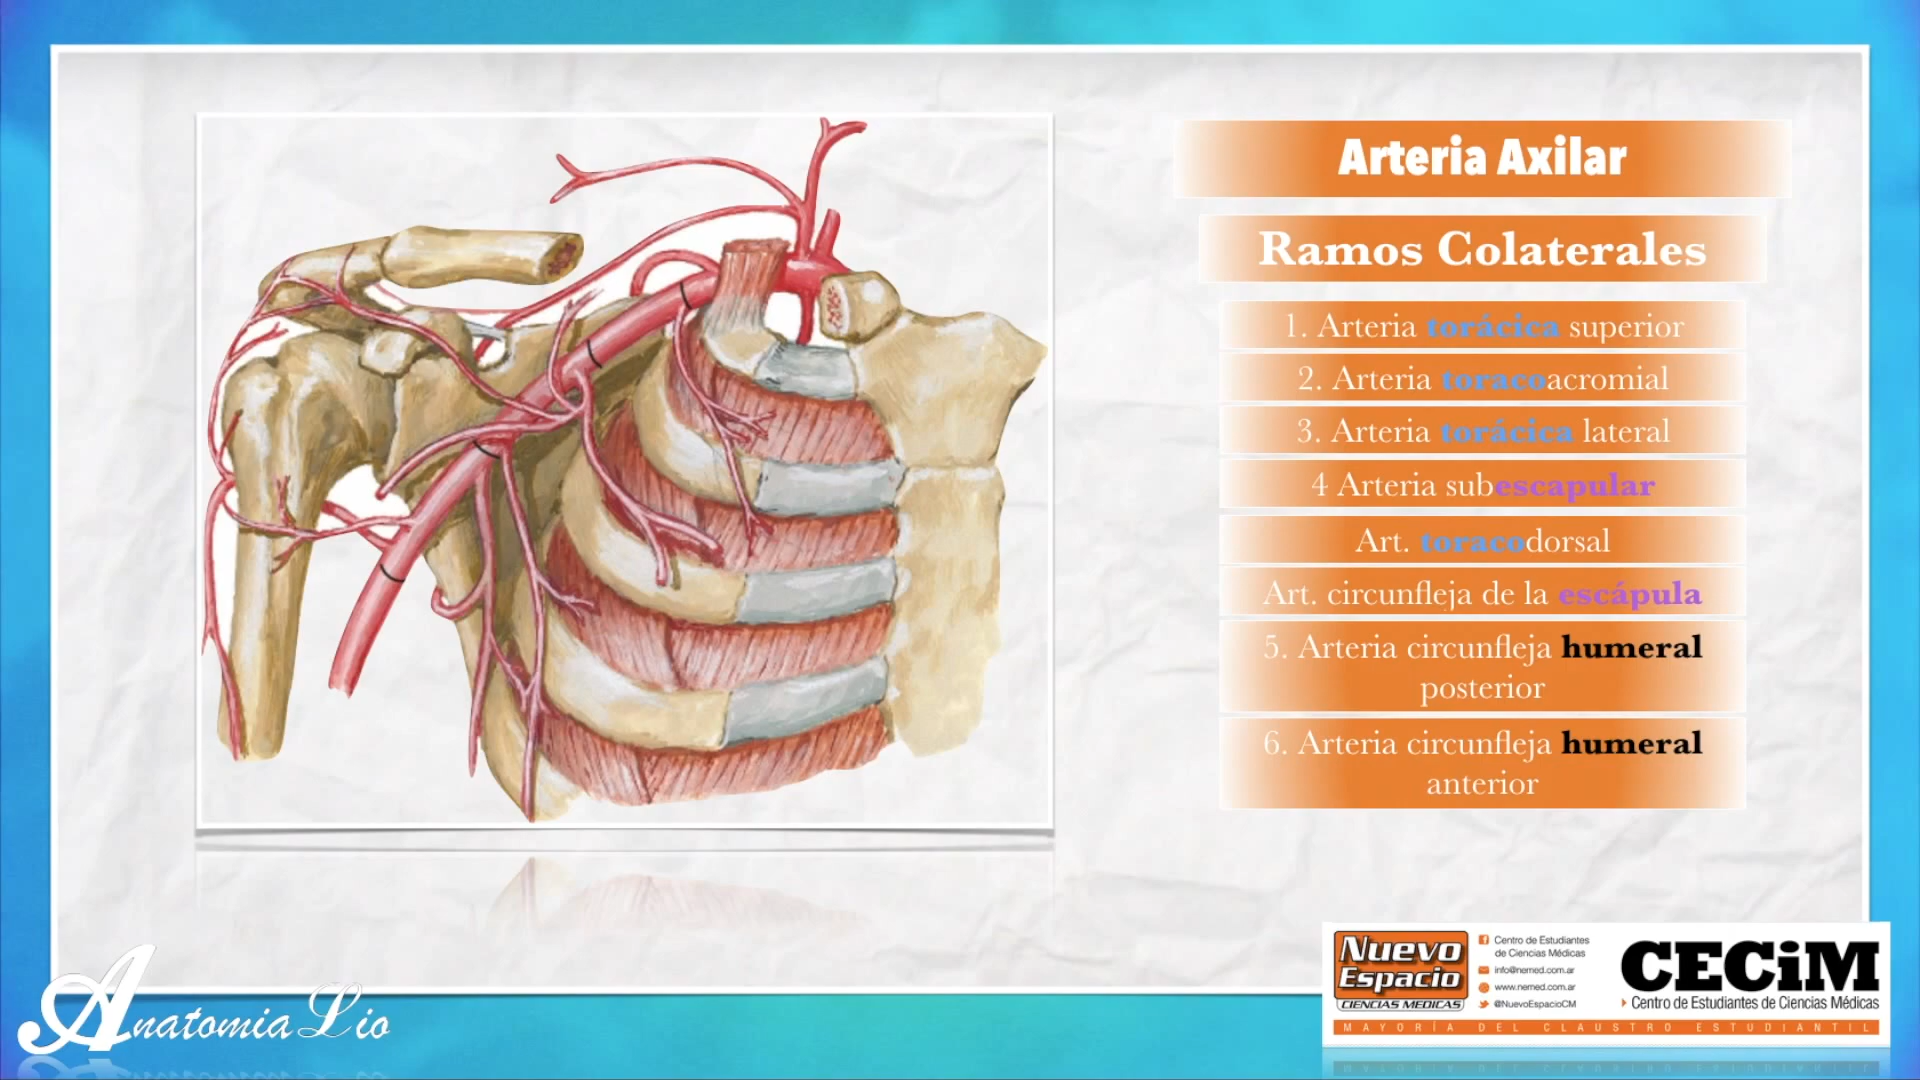 Arteria Axilar
Ramos Colaterales
1. Arteria torácica superior
2. Arteria toracoacromial
3. Arteria torácica lateral
4 Arteria subescapular
Art. toracodorsal
Art. circunfleja de la escápula
5. Arteria circunfleja humeral
posterior
6. Arteria circunfleja humeral
anterior
Anatomia Lio
Nuevo
Espacio
CIENCIAS MEDICAS
Centro de Estudiantes
de Ciencias Médicas
info@nemed.com.ar
www.nemed.com.ar
@NuevoEspacioCM
CECiM
Centro de Estudiantes de Ciencias Médicas
MAYORÍA DEL CLAUSTRO ESTUDIANTIL